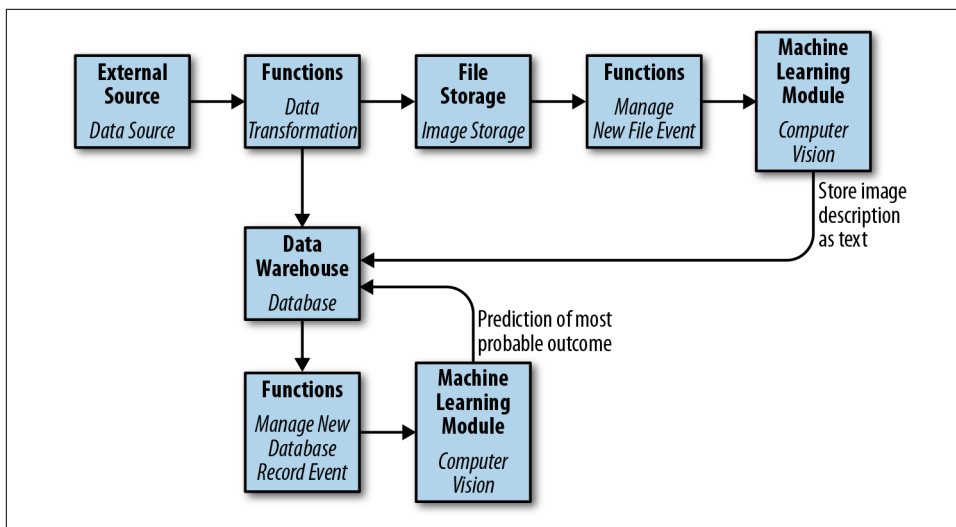 External
Source
Data Source
Functions
Data
Transformation
File
Storage
Image Storage
Functions
Manage
New File Event
Machine
Learning
Module
Computer
Vision
Store image
description
as text
Data
Warehouse
Database
Prediction of most
probable outcome
Functions
Manage New
Database
Record Event
Machine
Learning
Module
Computer
Vision